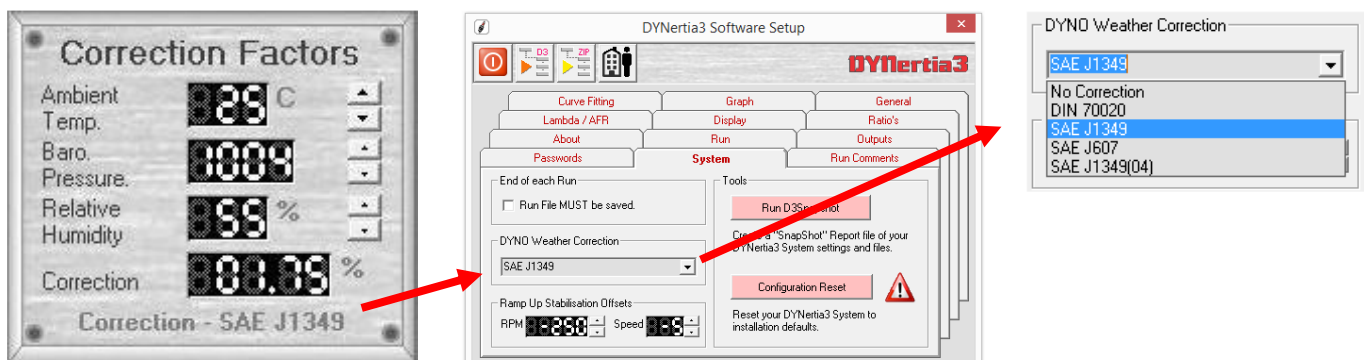 Correction Factors
Ambient Temp. 29 C
Baro. Pressure. 1004
Relative Humidity 55 %
Correction 01.75 %
Correction - SAE J1349
DYNertia3 Software Setup
D3 ZIP
DYNertia3
Curve Fitting Graph General
Lambda / AFR Display Ratio's
About Run Outputs
Passwords System Run Comments
End of each Run
Run File MUST be saved.
DYNO Weather Correction
SAE J1349
Ramp Up Stabilisation Offsets
RPM -250 Speed -5
Tools
Run D3Snapshot
Create a "SnapShot" Report file of your
DYNertia3 System settings and files.
Configuration Reset
Reset your DYNertia3 System to
installation defaults.
DYNO Weather Correction
SAE J1349
No Correction
DIN 70020
SAE J1349
SAE J607
SAE J1349(04)